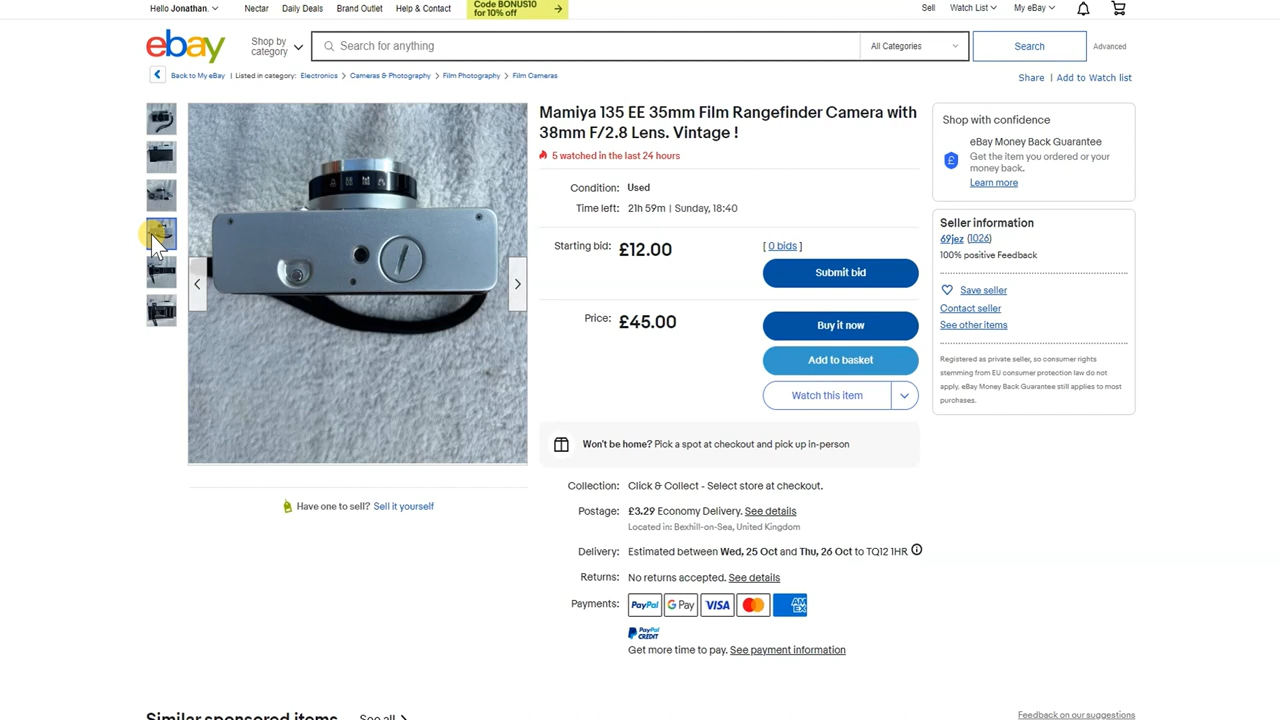 Hello Jonathan.
Nectar
Daily Deals
Brand Outlet
Help & Contact
Code BONUS10
for 10% off
Sell
Watch List
My eBay
ebay
Shop by
category
Search for anything
All Categories
Search
Advanced
Back to My eBay | Listed in category:
Electronics
Cameras & Photography
Film Photography
Film Cameras
Share | Add to Watch list
Mamiya 135 EE 35mm Film Rangefinder Camera with
38mm F/2.8 Lens. Vintage !
5 watched in the last 24 hours
Condition: Used
Time left: 21h 59m | Sunday, 18:40
Starting bid: £12.00
[ 0 bids ]
Submit bid
Price: £45.00
Buy it now
Add to basket
Watch this item
Won't be home? Pick a spot at checkout and pick up in-person
Collection: Click & Collect - Select store at checkout.
Postage: £3.29 Economy Delivery. See details
Located in: Bexhill-on-Sea, United Kingdom
Delivery: Estimated between Wed, 25 Oct and Thu, 26 Oct to TQ12 1HR
Returns: No returns accepted. See details
Payments: PayPal G Pay VISA MasterCard AM EX
PayPal
CREDIT
Get more time to pay. See payment information
Have one to sell? Sell it yourself
Shop with confidence
eBay Money Back Guarantee
Get the item you ordered or your
money back.
Learn more
Seller information
69jez (1026)
100% positive Feedback
Save seller
Contact seller
See other items
Registered as private seller, so consumer rights
stemming from EU consumer protection law do not
apply. eBay Money Back Guarantee still applies to most
purchases.
Similar sponsored items
See all
Feedback on our suggestions